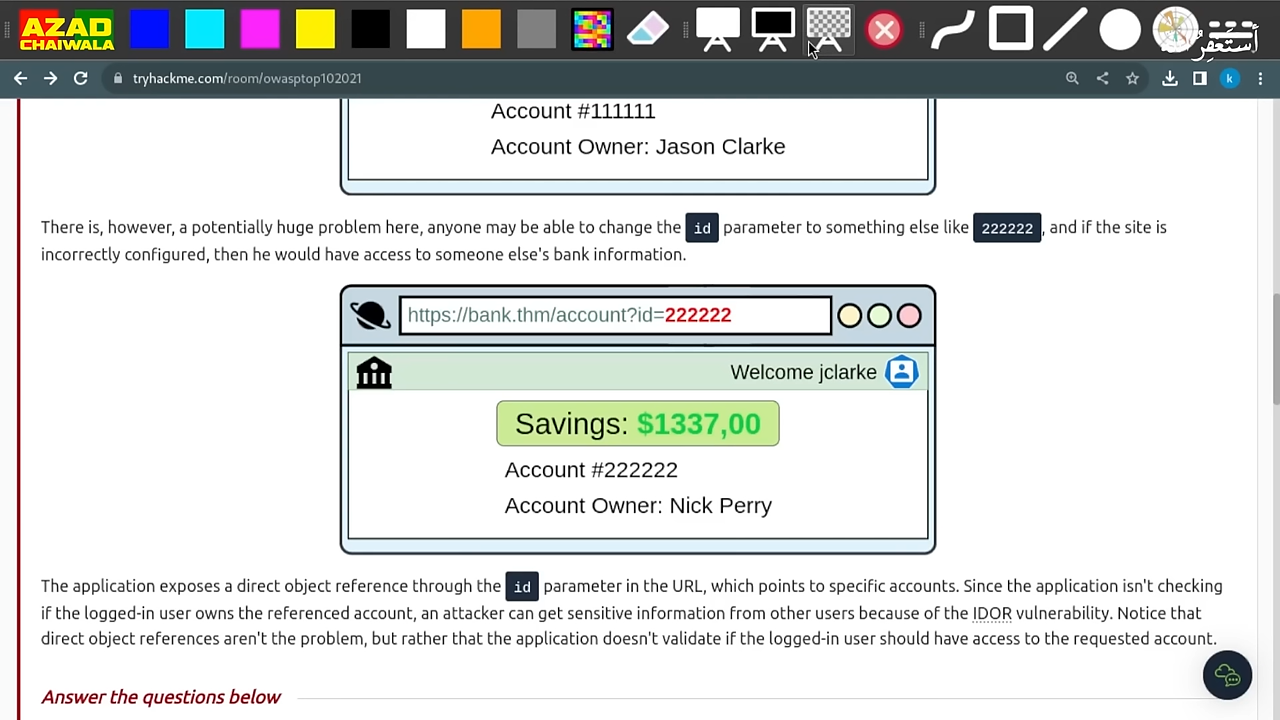 AZAD
CHAIWALA
أستغفر الله
tryhackme.com/room/owasptop102021
k
Account #111111
Account Owner: Jason Clarke
There is, however, a potentially huge problem here, anyone may be able to change the id parameter to something else like 222222, and if the site is
incorrectly configured, then he would have access to someone else's bank information.
https://bank.thm/account?id=222222
Welcome jclarke
Savings: $1337,00
Account #222222
Account Owner: Nick Perry
The application exposes a direct object reference through the id parameter in the URL, which points to specific accounts. Since the application isn't checking
if the logged-in user owns the referenced account, an attacker can get sensitive information from other users because of the IDOR vulnerability. Notice that
direct object references aren't the problem, but rather that the application doesn't validate if the logged-in user should have access to the requested account.
Answer the questions below